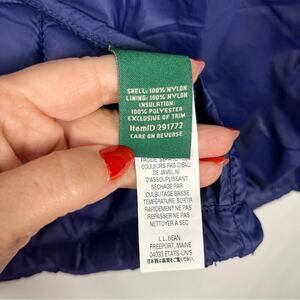 SHELL: 100% NYLON
LINING: 100% NYLON
INSULATION:
100% POLYESTER
EXCLUSIVE OF TRIM
ItemID 291772
CARE ON REVERSE
COULEURS PAS D'EAU
DE JAVEL NI
D'ASSOUPLISSANT
SÉCHAGE PAR
CULBUTAGE BASSE
TEMPÉRATURE, SORTIR
RAPIDEMENT NE PAS
REPASSER NE PAS
NETTOYER À SEC
L.L.BEAN,
FREEPORT, MAINE
04033 ÉTATS-UNIS